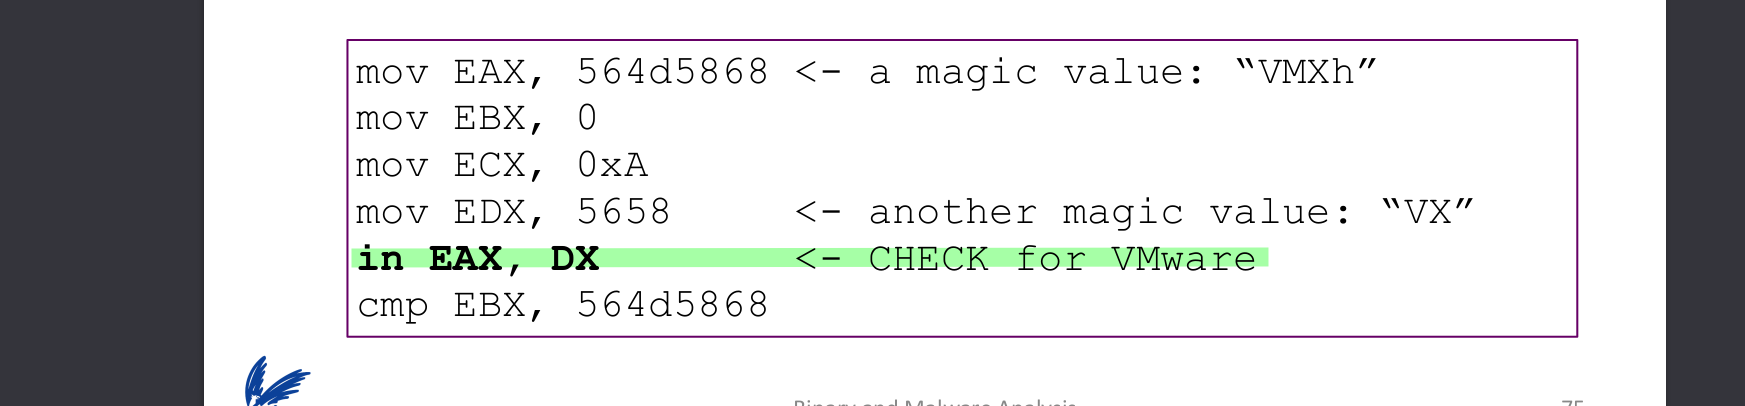 mov EAX, 564d5868 <- a magic value: “VMXh”
mov EBX, 0
mov ECX, 0xA
mov EDX, 5658 <- another magic value: “VX”
in EAX, DX <- CHECK for VMware
cmp EBX, 564d5868
Binary and Malware Analysis 75